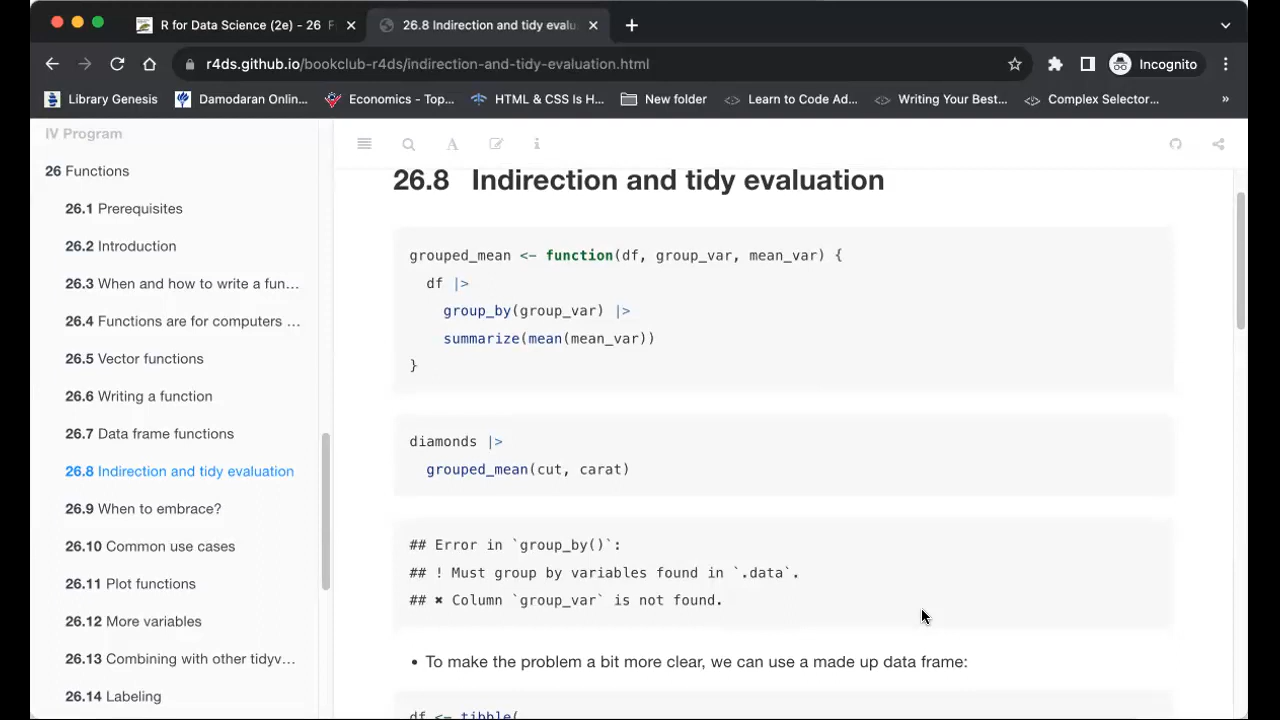 R for Data Science (2e) - 26 F
26.8 Indirection and tidy evalu
r4ds.github.io/bookclub-r4ds/indirection-and-tidy-evaluation.html
Incognito
Library Genesis
Damodaran Onlin...
Economics - Top...
HTML & CSS Is H...
New folder
Learn to Code Ad...
Writing Your Best...
Complex Selector...
»
IV Program
26 Functions
26.1 Prerequisites
26.2 Introduction
26.3 When and how to write a fun...
26.4 Functions are for computers ...
26.5 Vector functions
26.6 Writing a function
26.7 Data frame functions
26.8 Indirection and tidy evaluation
26.9 When to embrace?
26.10 Common use cases
26.11 Plot functions
26.12 More variables
26.13 Combining with other tidyv...
26.14 Labeling
26.8 Indirection and tidy evaluation
grouped_mean <- function(df, group_var, mean_var) {
df |>
group_by(group_var) |>
summarize(mean(mean_var))
}
diamonds |>
grouped_mean(cut, carat)
## Error in `group_by()`:
## ! Must group by variables found in `.data`.
## ✖ Column `group_var` is not found.
• To make the problem a bit more clear, we can use a made up data frame:
df <- tibble(